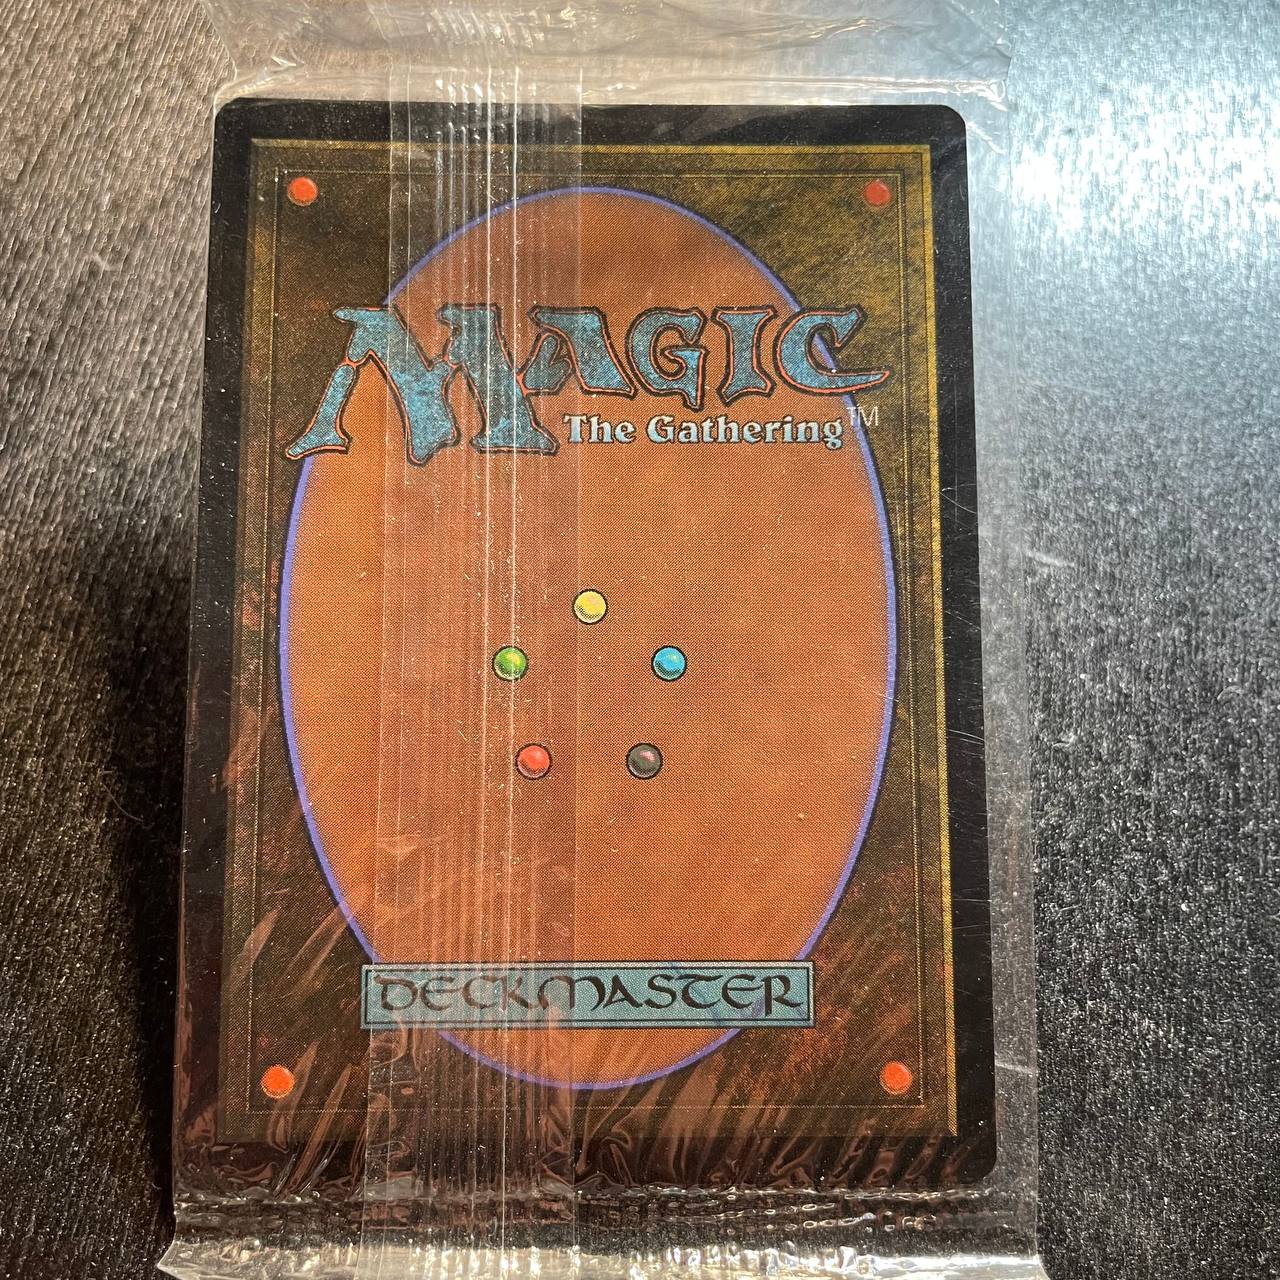 MAGIC
The Gathering™
DECKMASTER